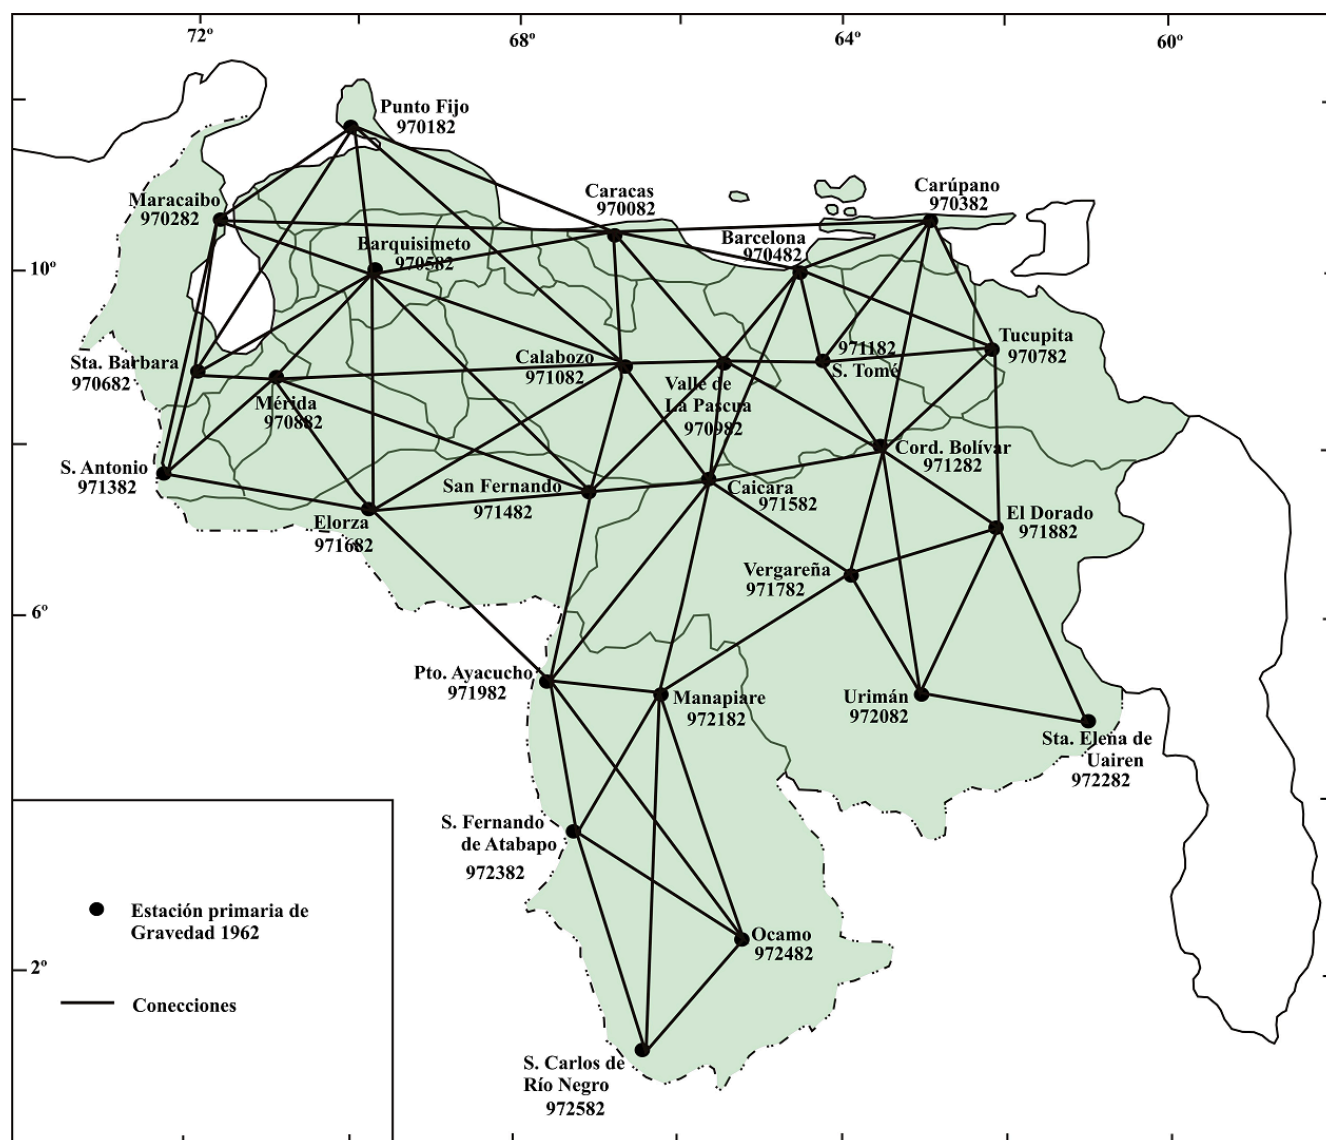 72º
68º
64º
60º
Punto Fijo
970182
Maracaibo
970282
Caracas
970082
Carúpano
970382
Barquisimeto
970582
Barcelona
970482
10º
Sta. Barbara
970682
Mérida
970882
Calabozo
971082
Valle de
La Pascua
970982
971182
S. Tomé
Tucupita
970782
S. Antonio
971382
Elorza
971682
San Fernando
971482
Caicara
971582
Cord. Bolívar
971282
El Dorado
971882
Vergareña
971782
6º
Pto. Ayacucho
971982
Manapiare
972182
Urimán
972082
Sta. Elena de
Uairen
972282
S. Fernando
de Atabapo
972382
Estación primaria de
Gravedad 1962
Ocamo
972482
2º
Conecciones
S. Carlos de
Río Negro
972582